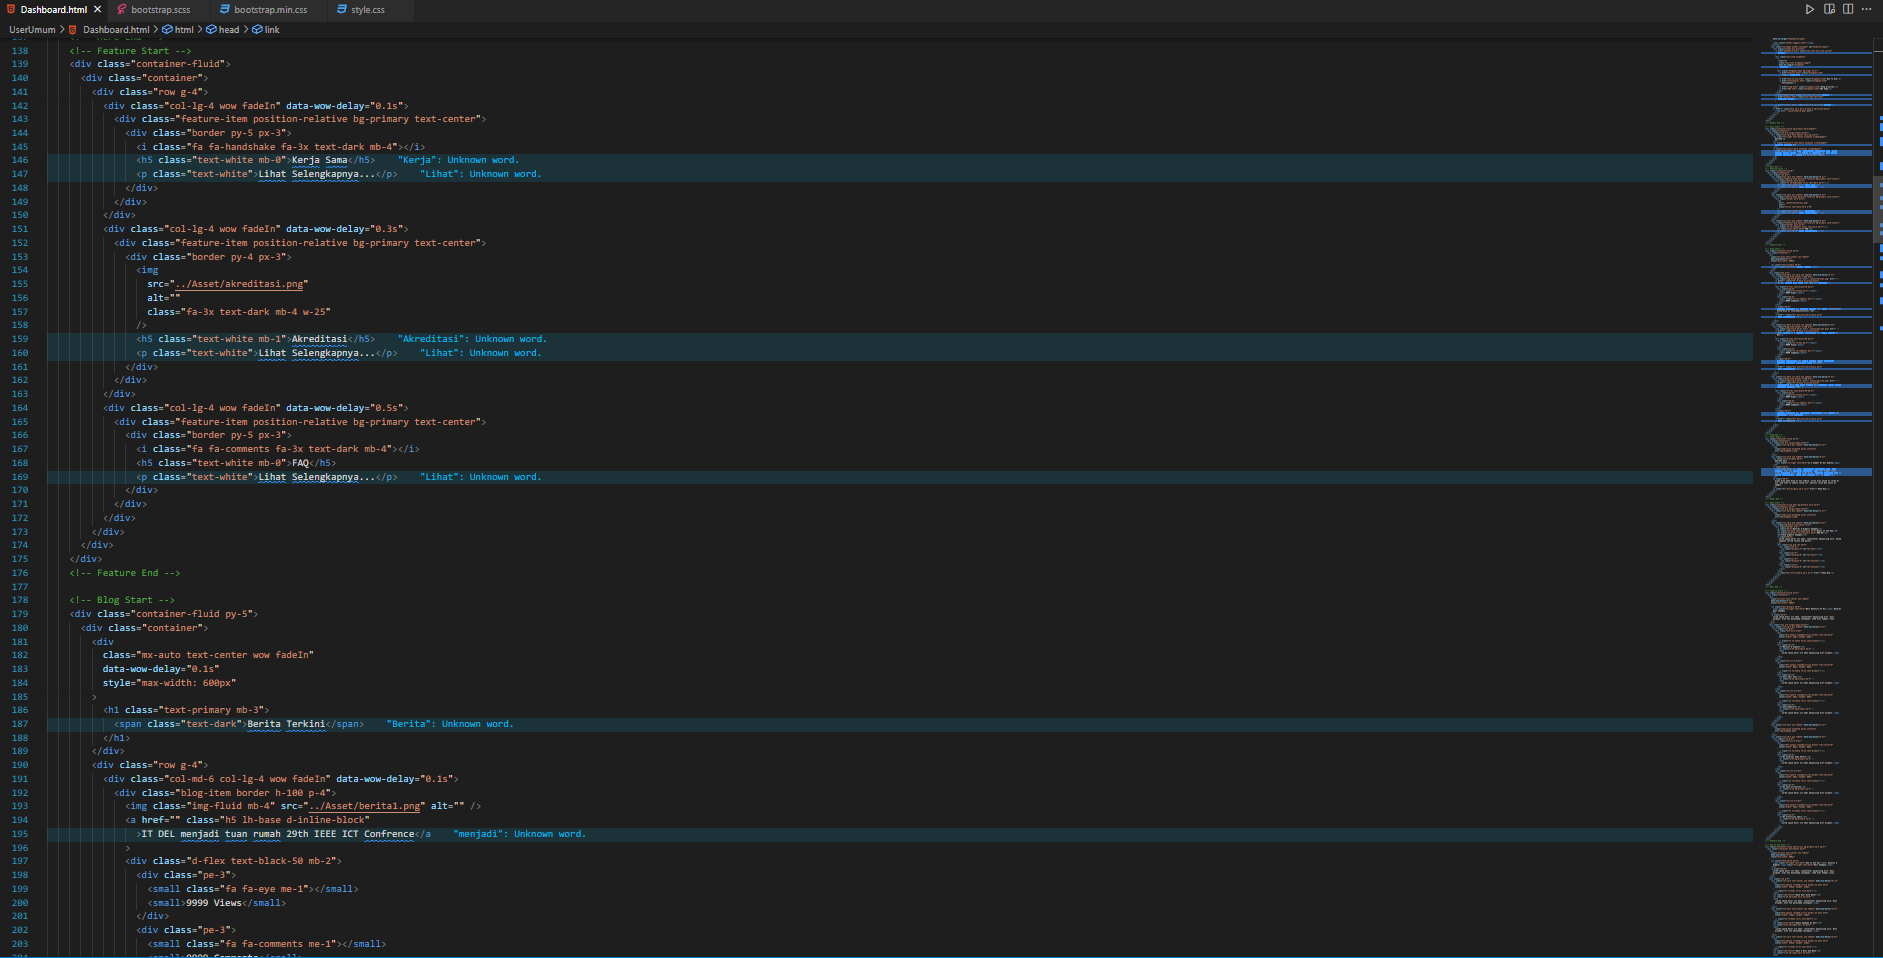 Dashboard.html
bootstrap.scss
bootstrap.min.css
style.css
UserUmum > Dashboard.html > html > head > link
138 <!-- Feature Start -->
139 <div class="container-fluid">
140 <div class="container">
141 <div class="row g-4">
142 <div class="col-lg-4 wow fadeIn" data-wow-delay="0.1s">
143 <div class="feature-item position-relative bg-primary text-center">
144 <div class="border py-5 px-3">
145 <i class="fa fa-handshake fa-3x text-dark mb-4"></i>
146 <h5 class="text-white mb-0">Kerja Sama</h5> "Kerja": Unknown word.
147 <p class="text-white">Lihat Selengkapnya...</p> "Lihat": Unknown word.
148 </div>
149 </div>
150 </div>
151 <div class="col-lg-4 wow fadeIn" data-wow-delay="0.3s">
152 <div class="feature-item position-relative bg-primary text-center">
153 <div class="border py-4 px-3">
154 <img
155 src="../Asset/akreditasi.png"
156 alt=""
157 class="fa-3x text-dark mb-4 w-25"
158 />
159 <h5 class="text-white mb-1">Akreditasi</h5> "Akreditasi": Unknown word.
160 <p class="text-white">Lihat Selengkapnya...</p> "Lihat": Unknown word.
161 </div>
162 </div>
163 </div>
164 <div class="col-lg-4 wow fadeIn" data-wow-delay="0.5s">
165 <div class="feature-item position-relative bg-primary text-center">
166 <div class="border py-5 px-3">
167 <i class="fa fa-comments fa-3x text-dark mb-4"></i>
168 <h5 class="text-white mb-0">FAQ</h5>
169 <p class="text-white">Lihat Selengkapnya...</p> "Lihat": Unknown word.
170 </div>
171 </div>
172 </div>
173 </div>
174 </div>
175 </div>
176 <!-- Feature End -->
177
178 <!-- Blog Start -->
179 <div class="container-fluid py-5">
180 <div class="container">
181 <div
182 class="mx-auto text-center wow fadeIn"
183 data-wow-delay="0.1s"
184 style="max-width: 600px"
185 >
186 <h1 class="text-primary mb-3">
187 <span class="text-dark">Berita Terkini</span> "Berita": Unknown word.
188 </h1>
189 </div>
190 <div class="row g-4">
191 <div class="col-md-6 col-lg-4 wow fadeIn" data-wow-delay="0.1s">
192 <div class="blog-item border h-100 p-4">
193 <img class="img-fluid mb-4" src="../Asset/berita1.png" alt="" />
194 <a href="" class="h5 lh-base d-inline-block"
195 >IT DEL menjadi tuan rumah 29th IEEE ICT Confrence</a "menjadi": Unknown word.
196 >
197 <div class="d-flex text-black-50 mb-2">
198 <div class="pe-3">
199 <small class="fa fa-eye me-1"></small>
200 <small>9999 Views</small>
201 </div>
202 <div class="pe-3">
203 <small class="fa fa-comments me-1"></small>